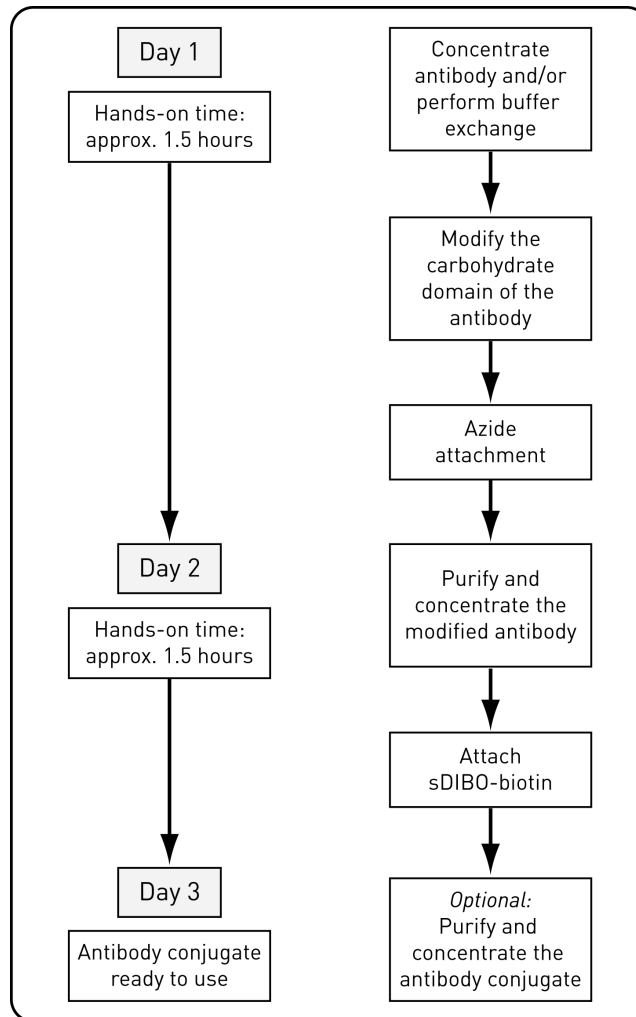 Day 1
Hands-on time:
approx. 1.5 hours
Day 2
Hands-on time:
approx. 1.5 hours
Day 3
Antibody conjugate
ready to use
Concentrate
antibody and/or
perform buffer
exchange
Modify the
carbohydrate
domain of the
antibody
Azide
attachment
Purify and
concentrate the
modified antibody
Attach
sDIBO-biotin
Optional:
Purify and
concentrate the
antibody conjugate